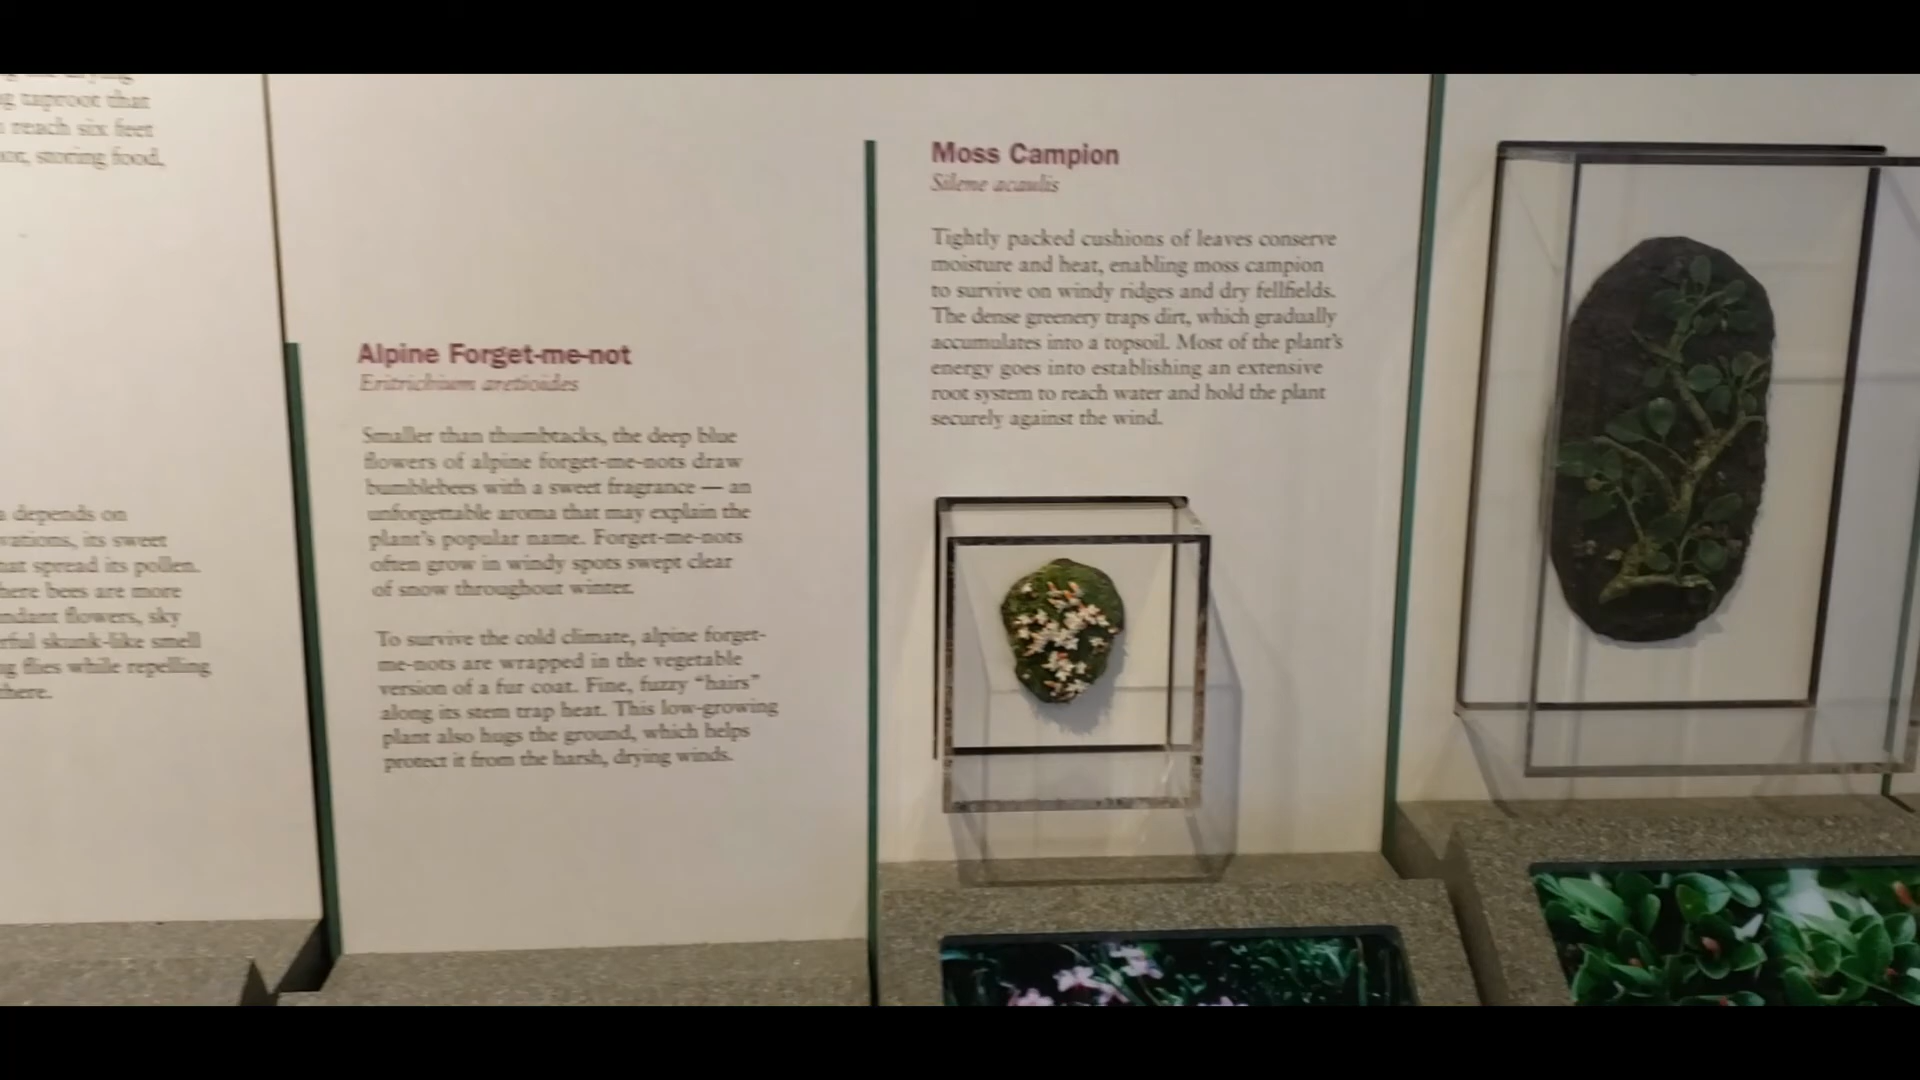 taproot that
reach six feet
storing food,
depends on
its sweet
that spread its pollen.
here bees are more
flowers, sky
skunk-like smell
flies while repelling
there.
Alpine Forget-me-not
Eritrichium aretioides
Smaller than thumbtacks, the deep blue
flowers of alpine forget-me-nots draw
bumblebees with a sweet fragrance — an
unforgettable aroma that may explain the
plant's popular name. Forget-me-nots
often grow in windy spots swept clear
of snow throughout winter.
To survive the cold climate, alpine forget-
me-nots are wrapped in the vegetable
version of a fur coat. Fine, fuzzy "hairs"
along its stem trap heat. This low-growing
plant also hugs the ground, which helps
protect it from the harsh, drying winds.
Moss Campion
Silene acaulis
Tightly packed cushions of leaves conserve
moisture and heat, enabling moss campion
to survive on windy ridges and dry fellfields.
The dense greenery traps dirt, which gradually
accumulates into a topsoil. Most of the plant's
energy goes into establishing an extensive
root system to reach water and hold the plant
securely against the wind.